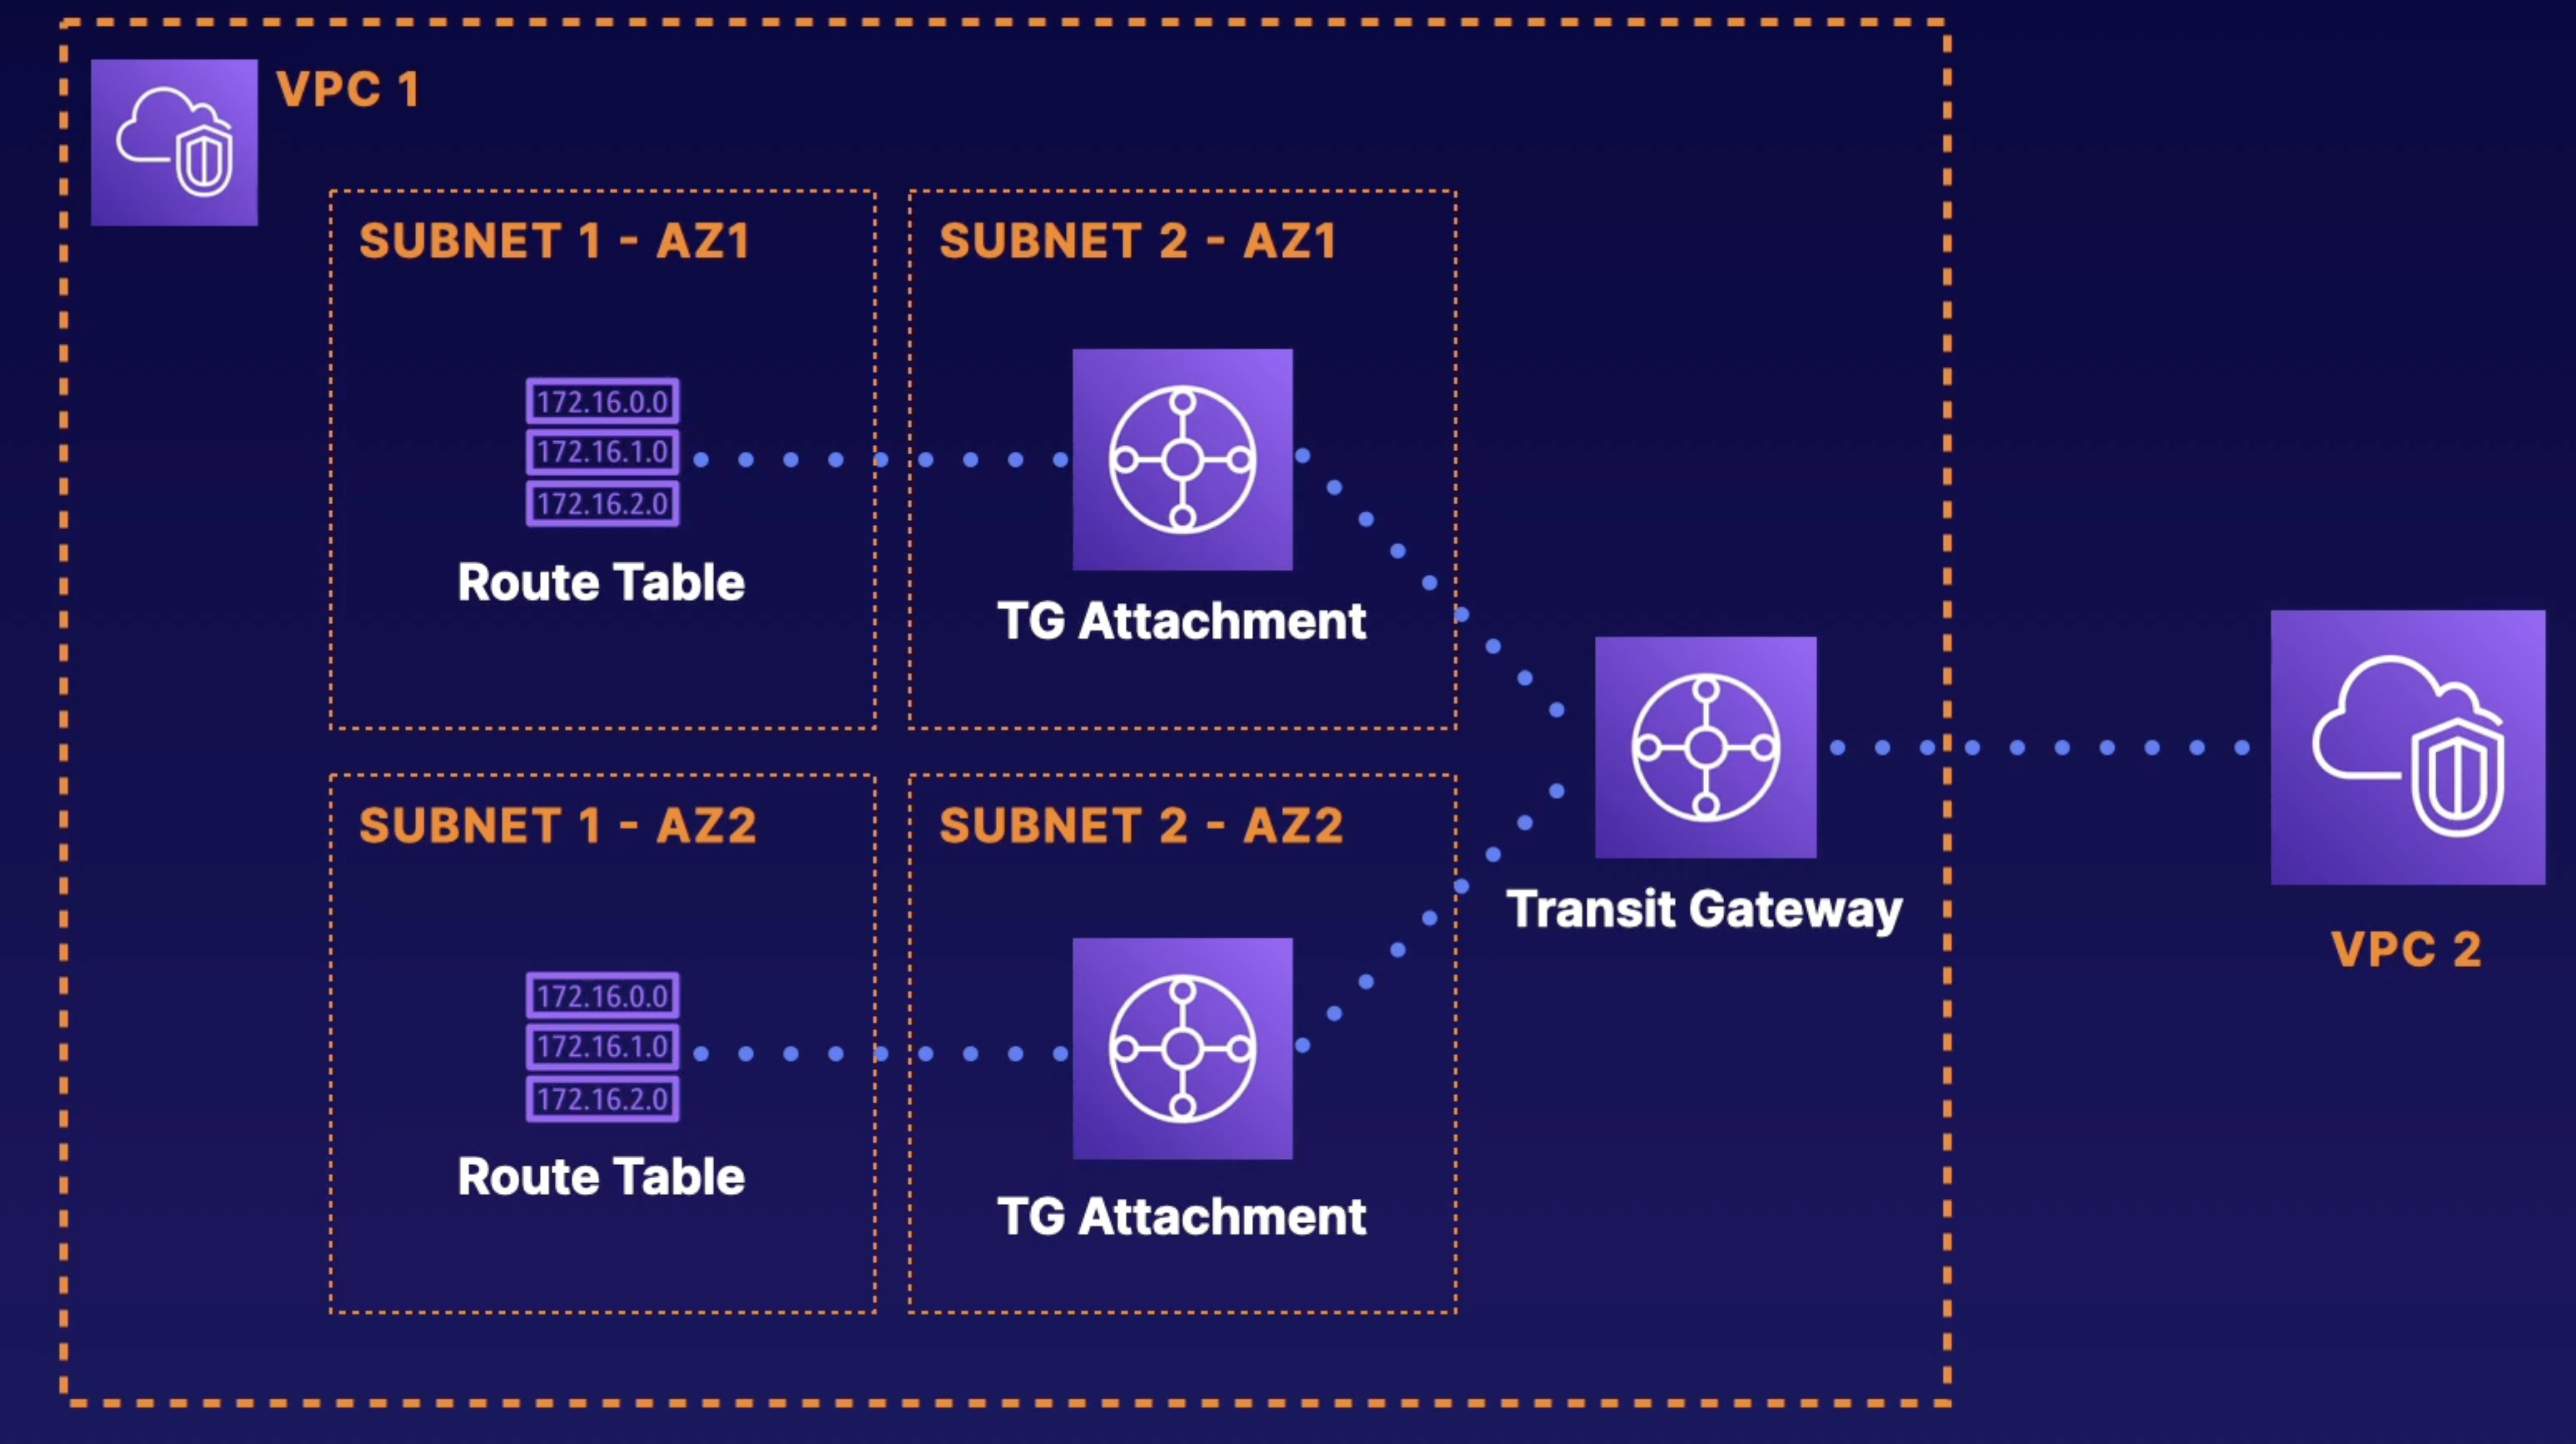 VPC 1
SUBNET 1 - AZ1
172.16.0.0
172.16.1.0
172.16.2.0
Route Table
SUBNET 2 - AZ1
TG Attachment
SUBNET 1 - AZ2
172.16.0.0
172.16.1.0
172.16.2.0
Route Table
SUBNET 2 - AZ2
TG Attachment
Transit Gateway
VPC 2